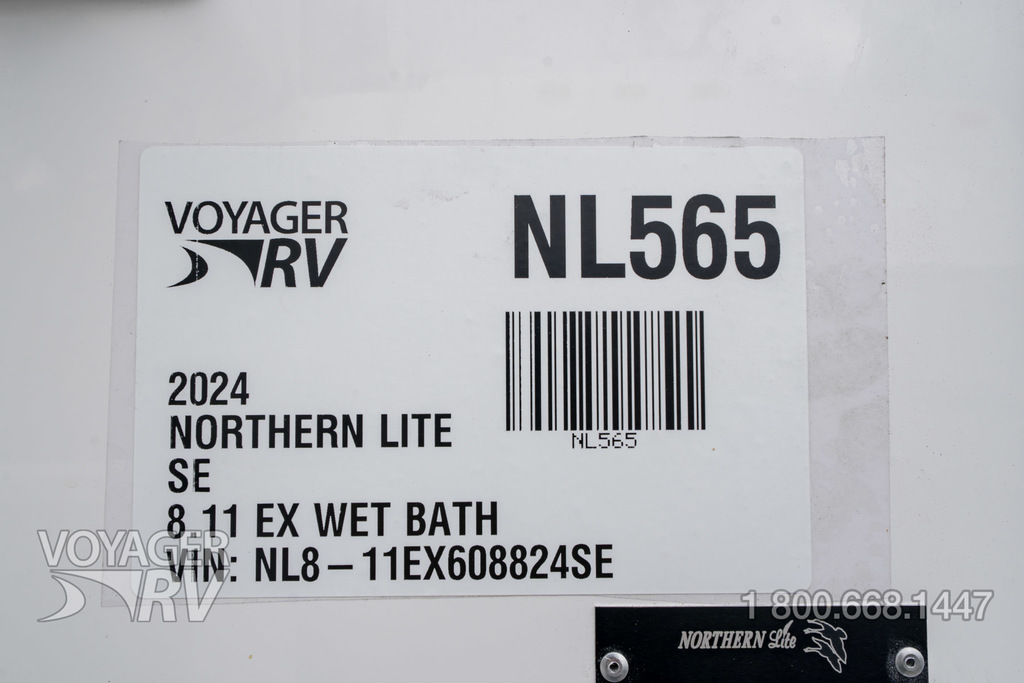 VOYAGER
RV
NL565
NL565
2024
NORTHERN LITE
SE
8 11 EX WET BATH
VIN: NL8-11EX608824SE
VOYAGER
RV
1 800.668.1447
NORTHERN Lite